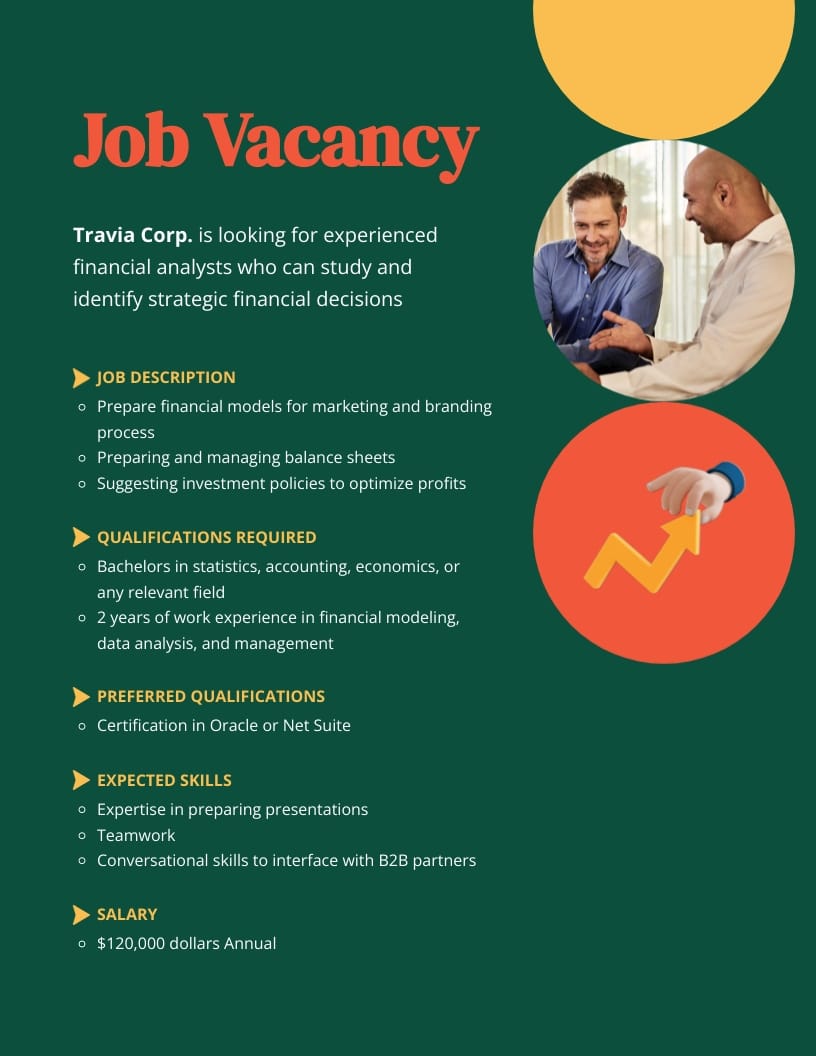 Job Vacancy
Travia Corp. is looking for experienced
financial analysts who can study and
identify strategic financial decisions
JOB DESCRIPTION
Prepare financial models for marketing and branding
process
Preparing and managing balance sheets
Suggesting investment policies to optimize profits
QUALIFICATIONS REQUIRED
Bachelors in statistics, accounting, economics, or
any relevant field
2 years of work experience in financial modeling,
data analysis, and management
PREFERRED QUALIFICATIONS
Certification in Oracle or Net Suite
EXPECTED SKILLS
Expertise in preparing presentations
Teamwork
Conversational skills to interface with B2B partners
SALARY
$120,000 dollars Annual